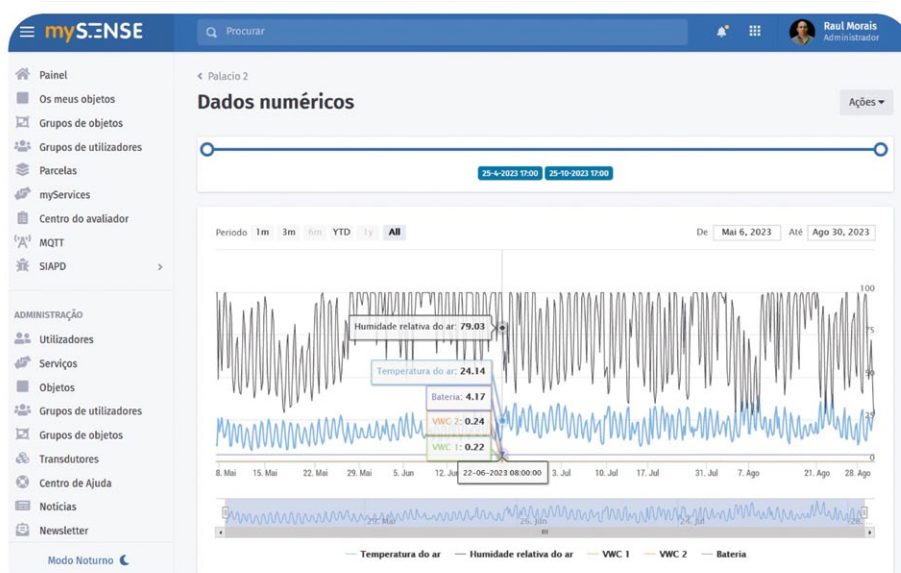 mySENSE
Procurar
Raul Morais
Administrador
Painel
Os meus objetos
Grupos de objetos
Grupos de utilizadores
Parcelas
myServices
Centro do avaliador
MQTT
SIAPD
ADMINISTRAÇÃO
Utilizadores
Serviços
Objetos
Grupos de utilizadores
Grupos de objetos
Transdutores
Centro de Ajuda
Notícias
Newsletter
Modo Noturno
Palacio 2
Dados numéricos
Ações
25-4-2023 17:00 25-10-2023 17:00
Periodo 1m 3m 6m YTD 1y All
De Mai 6, 2023 Até Ago 30, 2023
100
75
50
25
0
Humidade relativa do ar: 79.03
Temperatura do ar: 24.14
Bateria: 4.17
VWC 2: 0.24
VWC 1: 0.22
22-06-2023 08:00:00
8. Mai 15. Mai 22. Mai 29. Mai 5. Jun 12. Jun 3. Jul 10. Jul 17. Jul 31. Jul 7. Ago 21. Ago 28. Ago
29. Mai 26. Jun 24. Jul
Temperatura do ar Humidade relativa do ar VWC 1 VWC 2 Bateria